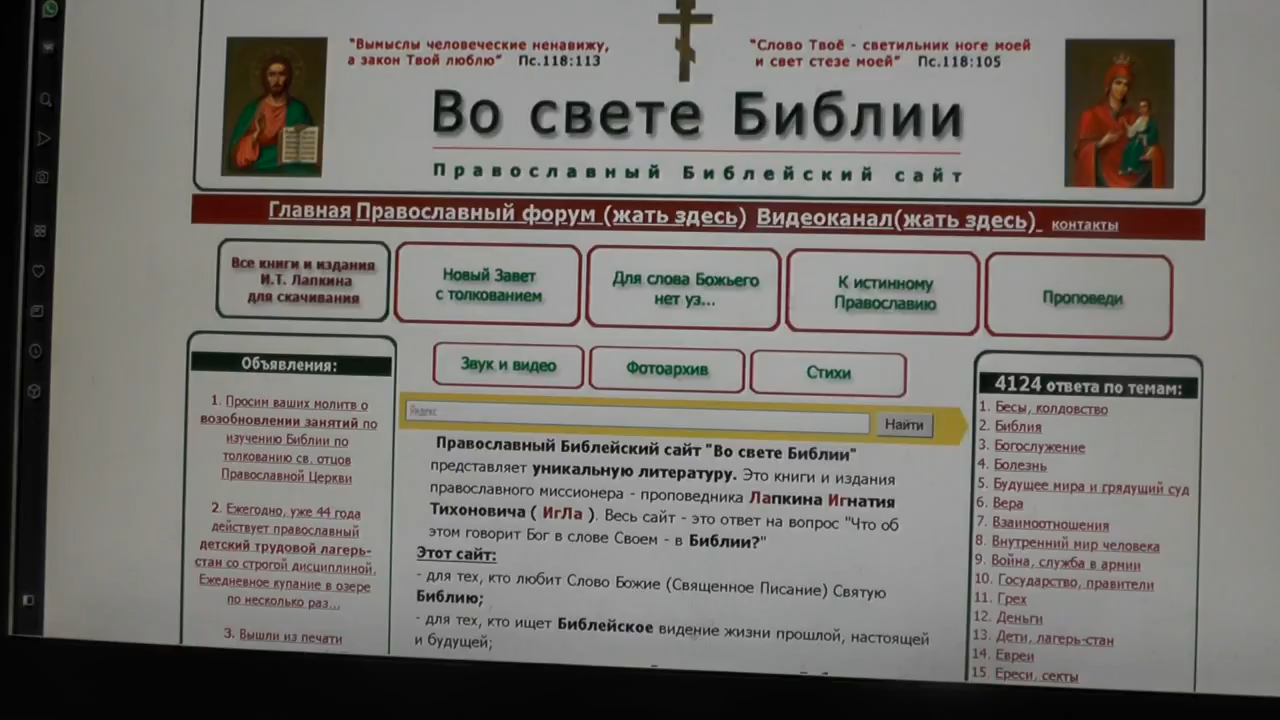 "Вымыслы человеческие ненавижу,
а закон Твой люблю" Пс.118:113
"Слово Твоё - светильник ноге моей
и свет стезе моей" Пс.118:105
Во свете Библии
Православный Библейский сайт
Главная Православный форум (жать здесь) Видеоканал(жать здесь) контакты
Все книги и издания
И.Т. Лапкина
для скачивания
Новый Завет
с толкованием
Для слова Божьего
нет уз...
К истинному
Православию
Проповеди
Звук и видео
Фотоархив
Стихи
Объявления:
1. Просим ваших молитв о
возобновлении занятий по
изучению Библии по
толкованию св. отцов
Православной Церкви
2. Ежегодно, уже 44 года
действует православный
детский трудовой лагерь-
стан со строгой дисциплиной.
Ежедневное купание в озере
по несколько раз...
3. Вышли из печати
Яндекс
Найти
Православный Библейский сайт "Во свете Библии"
представляет уникальную литературу. Это книги и издания
православного миссионера - проповедника Лапкина Игнатия
Тихоновича ( ИгЛа ). Весь сайт - это ответ на вопрос "Что об
этом говорит Бог в слове Своем - в Библии?"
Этот сайт:
- для тех, кто любит Слово Божие (Священное Писание) Святую
Библию;
- для тех, кто ищет Библейское видение жизни прошлой, настоящей
и будущей;
4124 ответа по темам:
1. Бесы, колдовство
2. Библия
3. Богослужение
4. Болезнь
5. Будущее мира и грядущий суд
6. Вера
7. Взаимоотношения
8. Внутренний мир человека
9. Война, служба в армии
10. Государство, правители
11. Грех
12. Деньги
13. Дети, лагерь-стан
14. Евреи
15. Ереси, секты